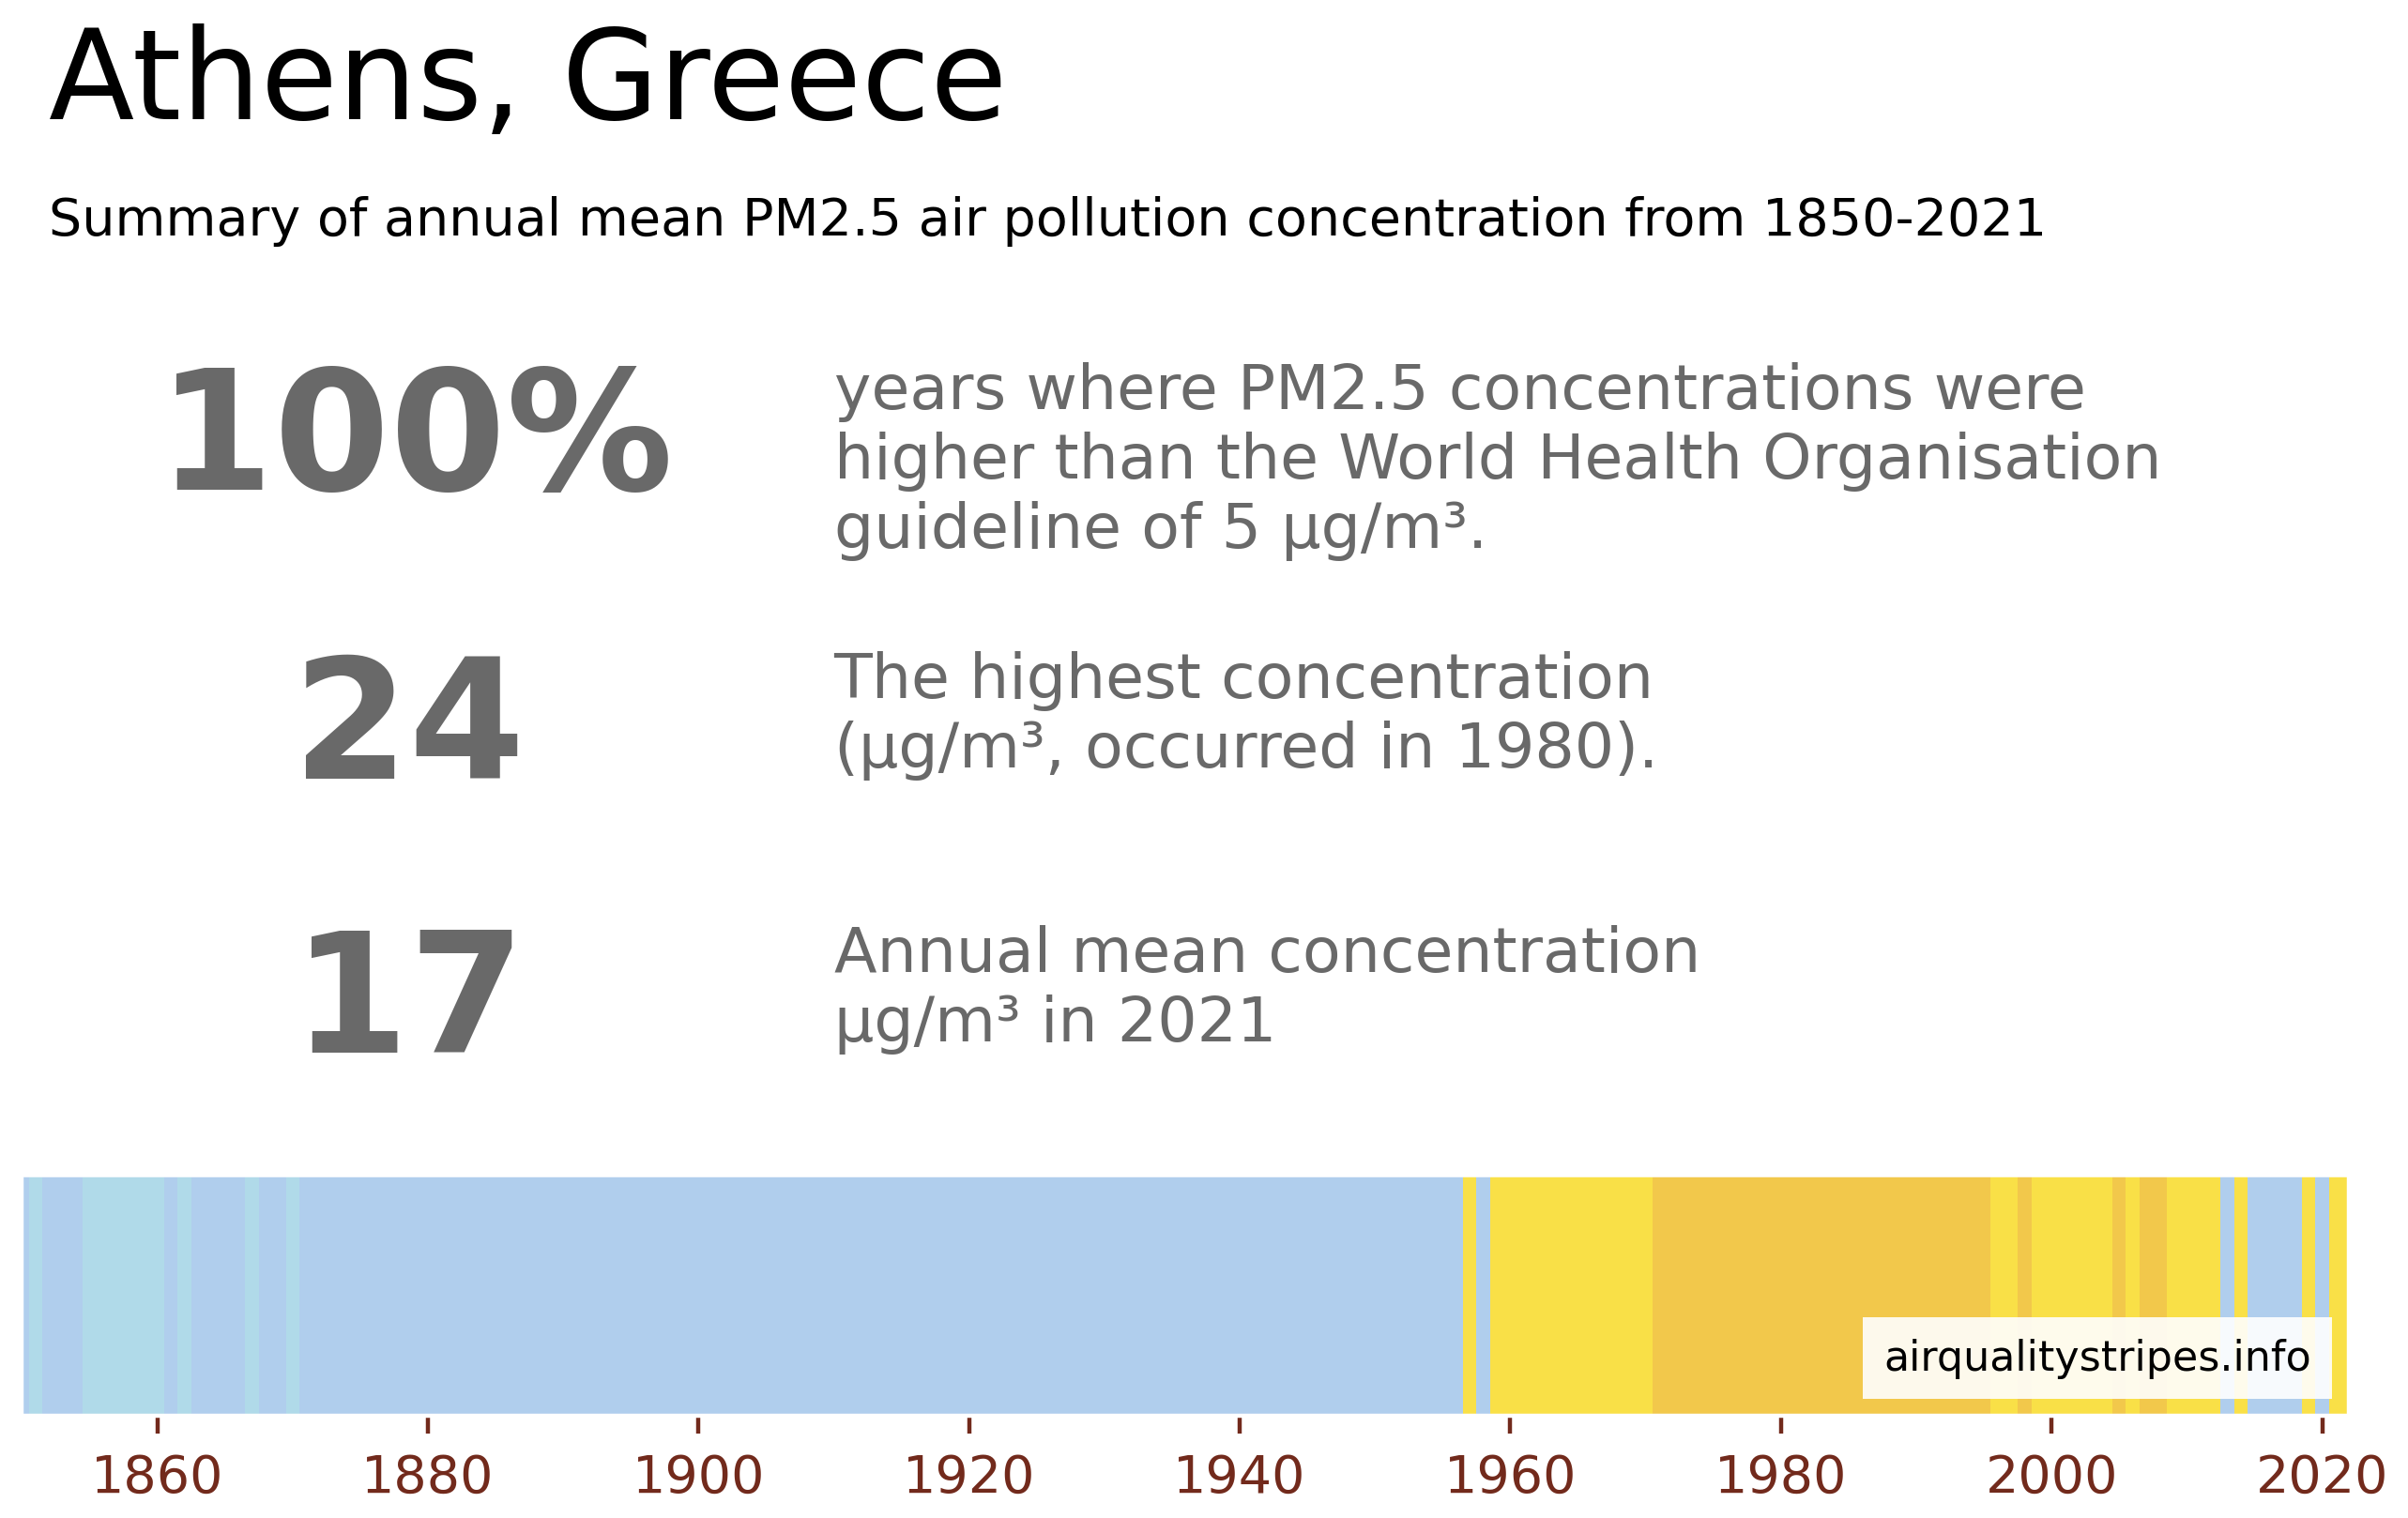 Athens, Greece
Summary of annual mean PM2.5 air pollution concentration from 1850-2021
100%
years where PM2.5 concentrations were
higher than the World Health Organisation
guideline of 5 µg/m³.
24
The highest concentration
(µg/m³, occurred in 1980).
17
Annual mean concentration
µg/m³ in 2021
airqualitystripes.info
1860 1880 1900 1920 1940 1960 1980 2000 2020